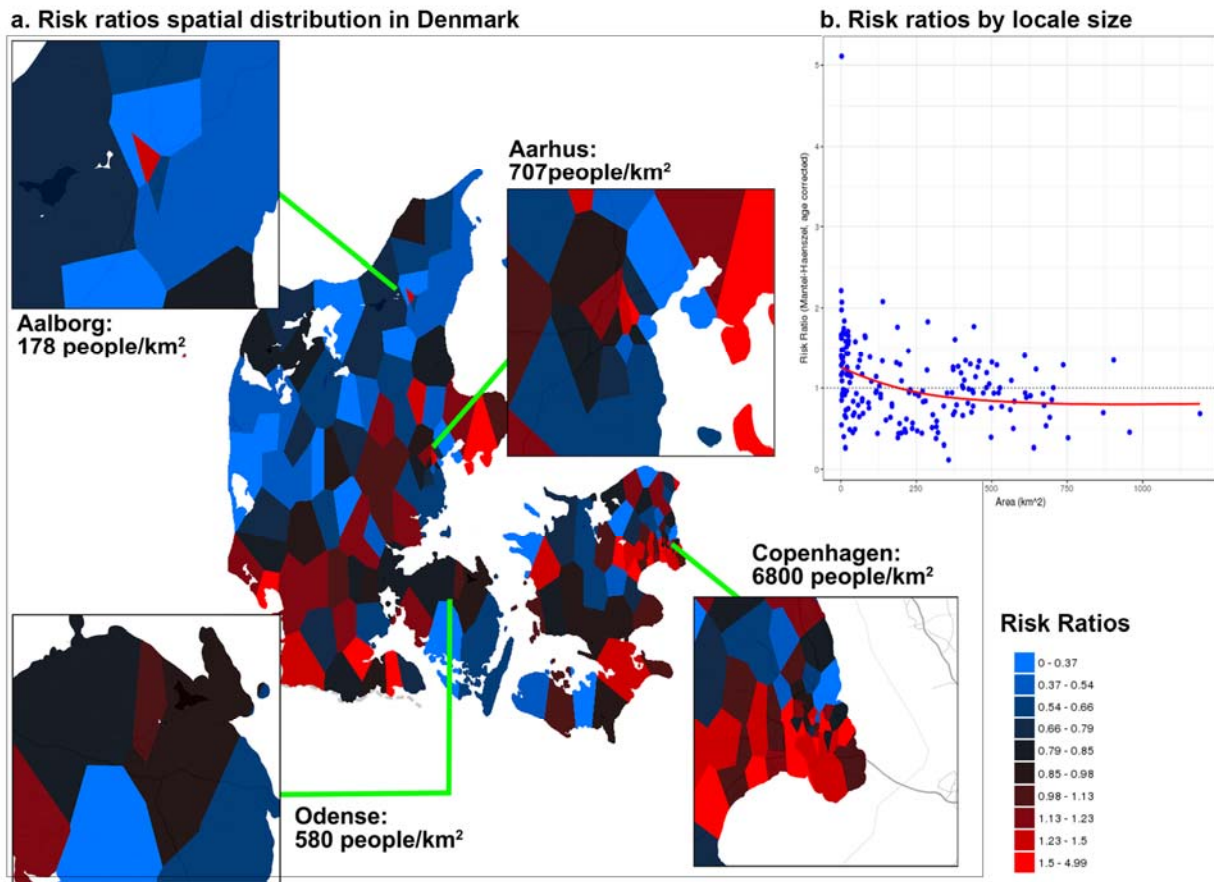 a. Risk ratios spatial distribution in Denmark
Aarhus:
707people/km²
Aalborg:
178 people/km²
Copenhagen:
6800 people/km²
Odense:
580 people/km²
b. Risk ratios by locale size
Risk Ratio (Mantel-Haenszel, age corrected)
5
4
3
2
1
0
0
250
500
750
1000
Area (km^2)
Risk Ratios
0 - 0.37
0.37 - 0.54
0.54 - 0.66
0.66 - 0.79
0.79 - 0.85
0.85 - 0.98
0.98 - 1.13
1.13 - 1.23
1.23 - 1.5
1.5 - 4.99